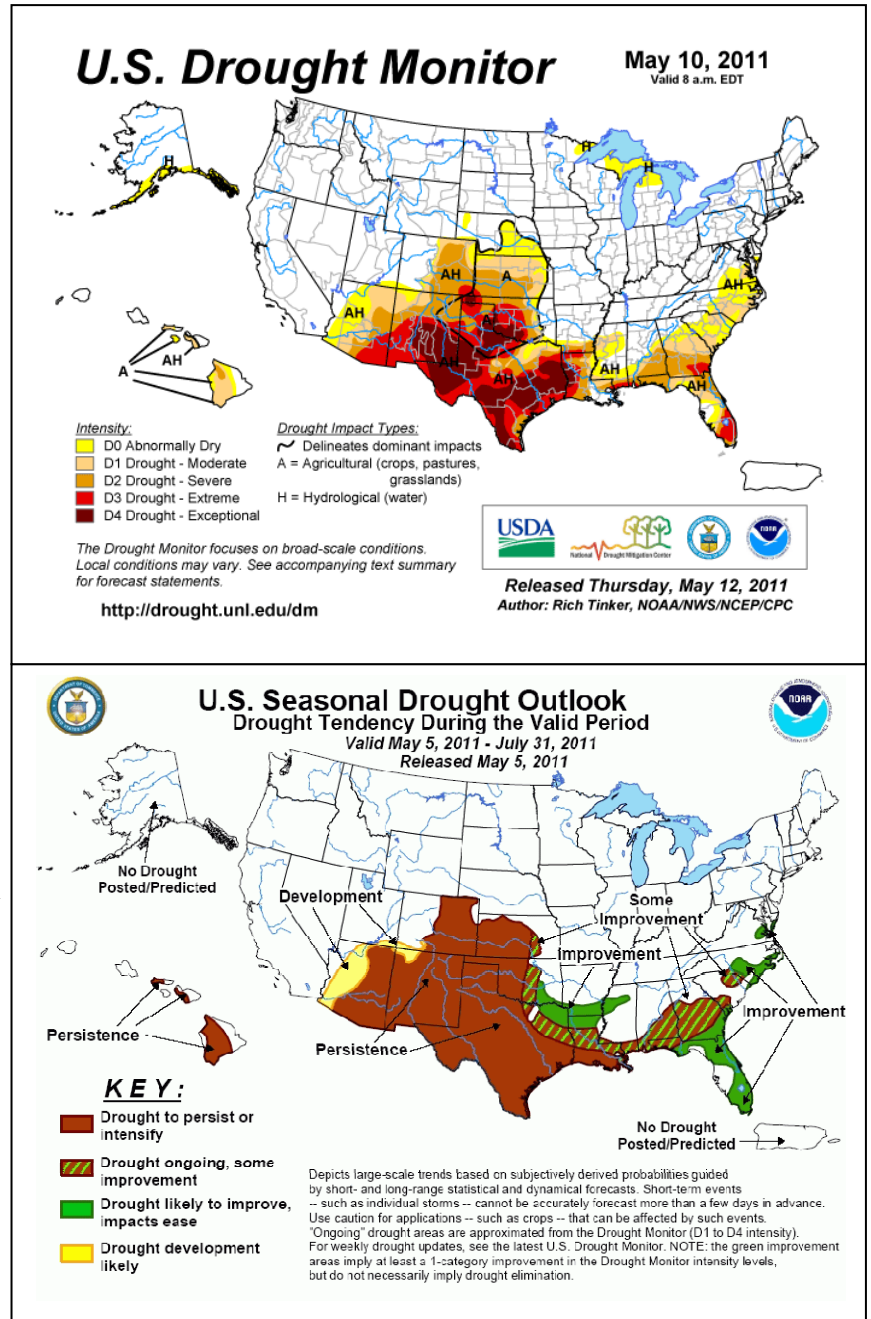 U.S. Drought Monitor
May 10, 2011
Valid 8 a.m. EDT
H
H
H
AH
A
AH
AH
A
AH
AH
AH
AH
AH
A
AH
Intensity:
D0 Abnormally Dry
D1 Drought - Moderate
D2 Drought - Severe
D3 Drought - Extreme
D4 Drought - Exceptional
Drought Impact Types:
Delineates dominant impacts
A = Agricultural (crops, pastures,
grasslands)
H = Hydrological (water)
USDA
National Drought Mitigation Center
NOAA
The Drought Monitor focuses on broad-scale conditions.
Local conditions may vary. See accompanying text summary
for forecast statements.
http://drought.unl.edu/dm
Released Thursday, May 12, 2011
Author: Rich Tinker, NOAA/NWS/NCEP/CPC
U.S. Seasonal Drought Outlook
Drought Tendency During the Valid Period
Valid May 5, 2011 - July 31, 2011
Released May 5, 2011
NOAA
No Drought
Posted/Predicted
Development
Some
Improvement
Improvement
Improvement
Persistence
Persistence
No Drought
Posted/Predicted
KEY:
Drought to persist or
intensify
Drought ongoing, some
improvement
Drought likely to improve,
impacts ease
Drought development
likely
Depicts large-scale trends based on subjectively derived probabilities guided
by short- and long-range statistical and dynamical forecasts. Short-term events
-- such as individual storms -- cannot be accurately forecast more than a few days in advance.
Use caution for applications -- such as crops -- that can be affected by such events.
"Ongoing" drought areas are approximated from the Drought Monitor (D1 to D4 intensity).
For weekly drought updates, see the latest U.S. Drought Monitor. NOTE: the green improvement
areas imply at least a 1-category improvement in the Drought Monitor intensity levels,
but do not necessarily imply drought elimination.